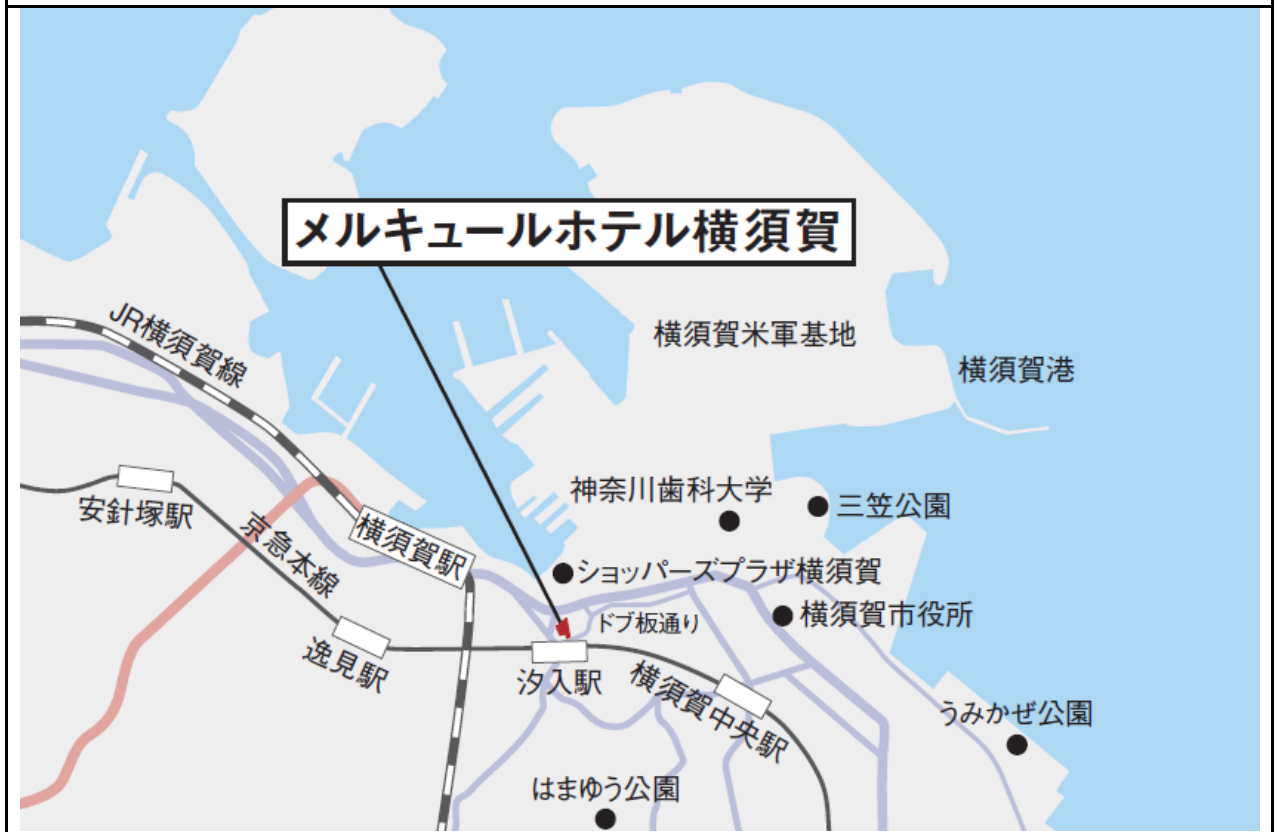 メルキュールホテル横須賀
JR横須賀線
横須賀米軍基地
横須賀港
安針塚駅
京急本線
横須賀駅
神奈川歯科大学
三笠公園
ショッパーズプラザ横須賀
ドブ板通り
横須賀市役所
逸見駅
汐入駅
横須賀中央駅
うみかぜ公園
はまゆう公園